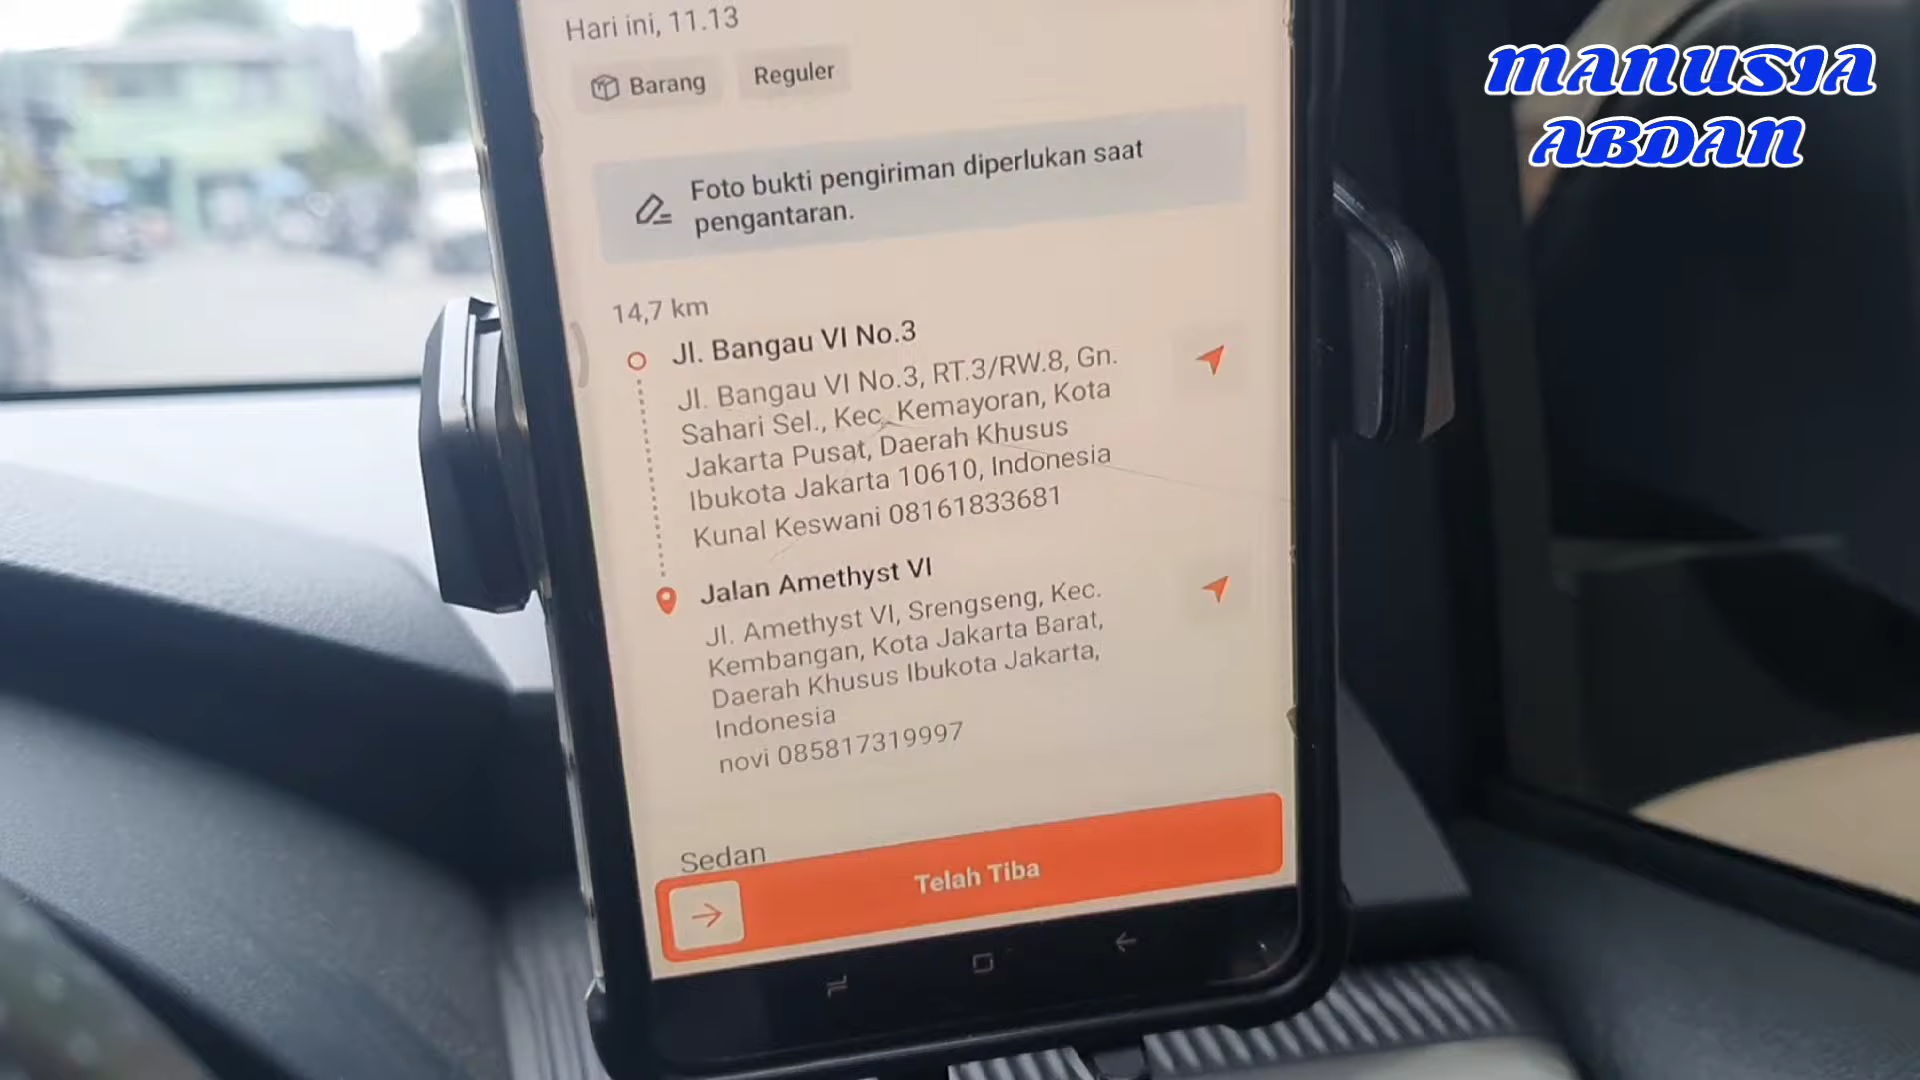 Hari ini, 11.13
Barang
Reguler
Foto bukti pengiriman diperlukan saat
pengantaran.
14,7 km
Jl. Bangau VI No.3
Jl. Bangau VI No.3, RT.3/RW.8, Gn.
Sahari Sel., Kec. Kemayoran, Kota
Jakarta Pusat, Daerah Khusus
Ibukota Jakarta 10610, Indonesia
Kunal Keswani 08161833681
Jalan Amethyst VI
Jl. Amethyst VI, Srengseng, Kec.
Kembangan, Kota Jakarta Barat,
Daerah Khusus Ibukota Jakarta,
Indonesia
novi 085817319997
Sedan
Telah Tiba
MANUSIA
ABDAN